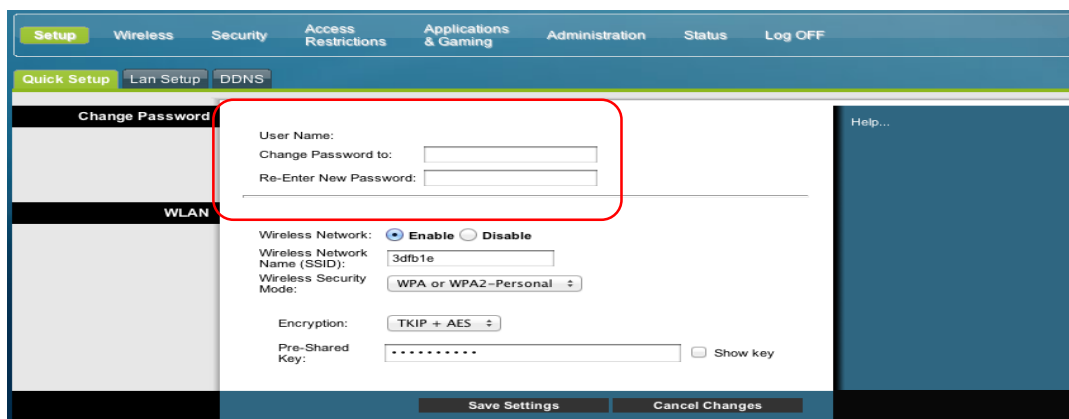 Setup Wireless Security Access Restrictions Applications & Gaming Administration Status Log OFF
Quick Setup Lan Setup DDNS
Change Password
User Name:
Change Password to:
Re-Enter New Password:
Help...
WLAN
Wireless Network: Enable Disable
Wireless Network Name (SSID): 3dfb1e
Wireless Security Mode: WPA or WPA2-Personal
Encryption: TKIP + AES
Pre-Shared Key: •••••••••• Show key
Save Settings Cancel Changes